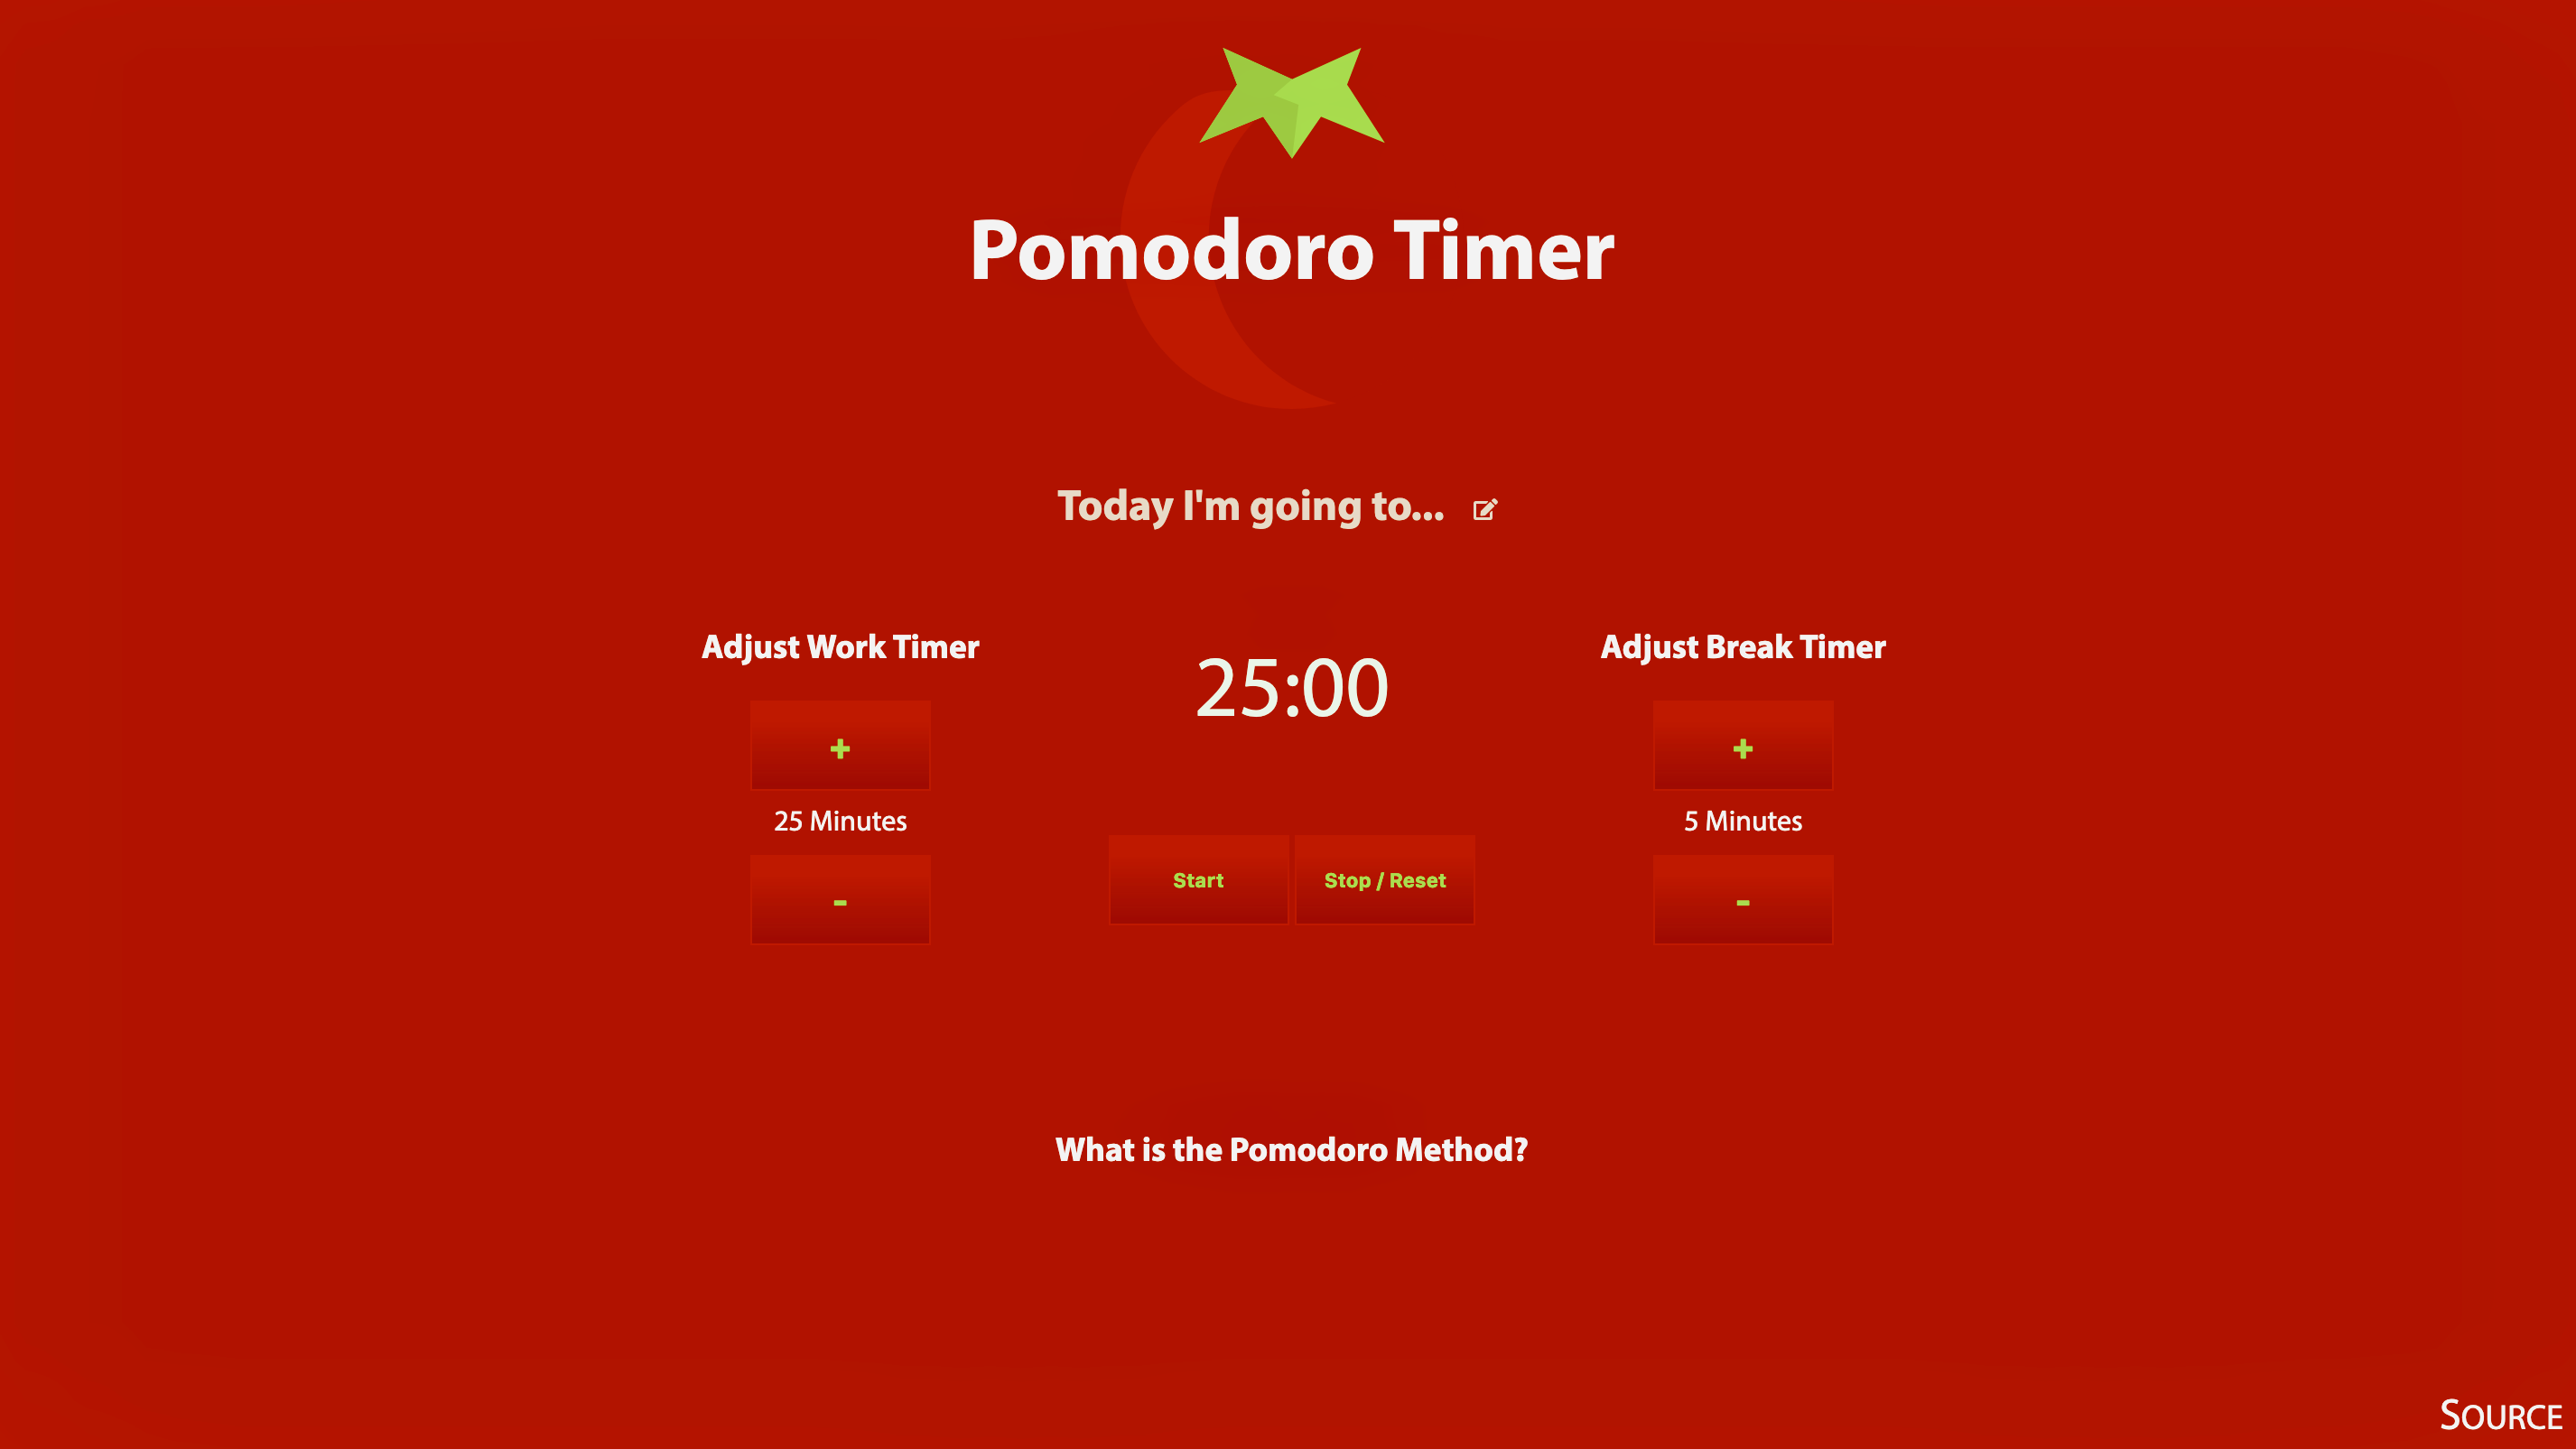 Pomodoro Timer
Today I'm going to...
Adjust Work Timer
+
25 Minutes
-
25:00
Start
Stop / Reset
Adjust Break Timer
+
5 Minutes
-
What is the Pomodoro Method?
SOURCE